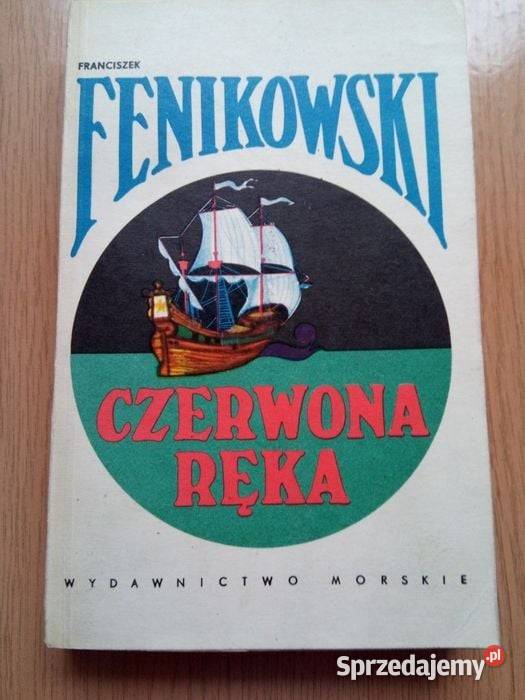 FRANCISZEK
FENIKOWSKI
CZERWONA
RĘKA
WYDAWNICTWO MORSKIE
Sprzedajemy.pl